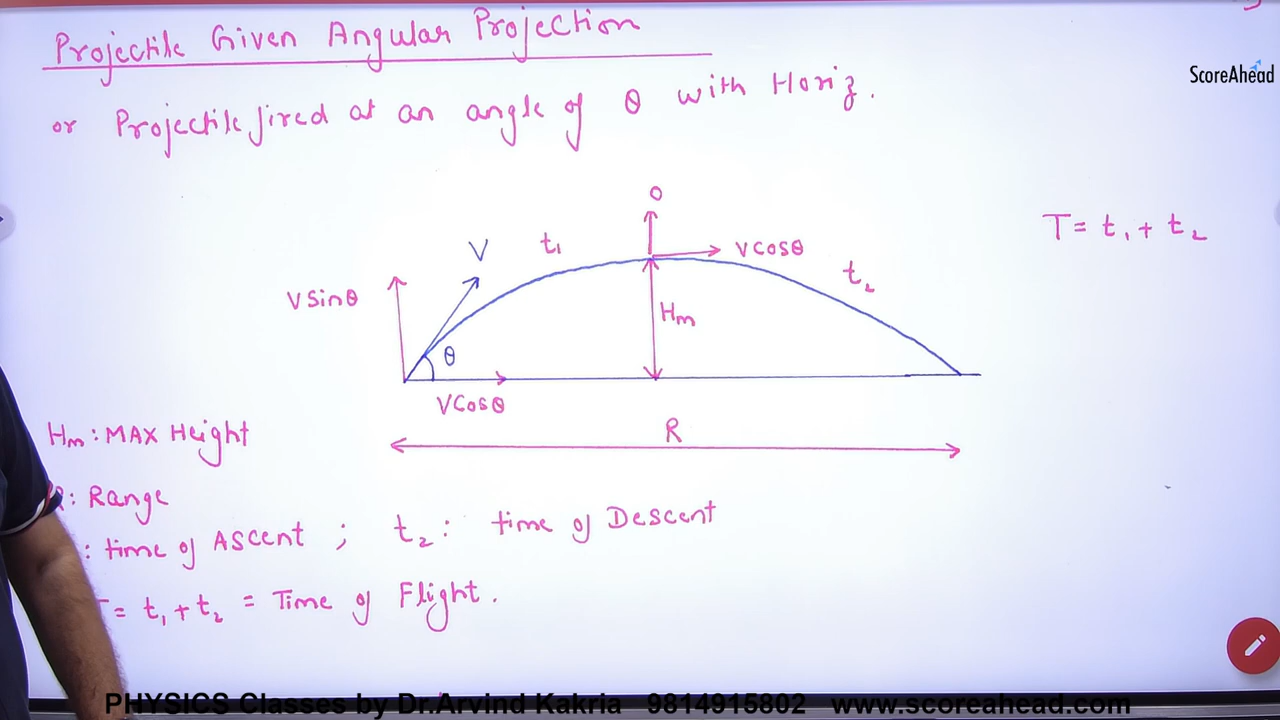 Projectile Given Angular Projection
ScoreAhead
or Projectile fired at an angle of θ with Horiz.
0
T = t₁ + t₂
V
t₁
VCosθ
t₂
VSinθ
Hm
θ
VCosθ
R
Hm : MAX Height
: Range
: time of Ascent ; t₂ : time of Descent
= t₁ + t₂ = Time of Flight.
PHYSICS Classes by Dr.Arvind Kakria 9814915802 www.scoreahead.com